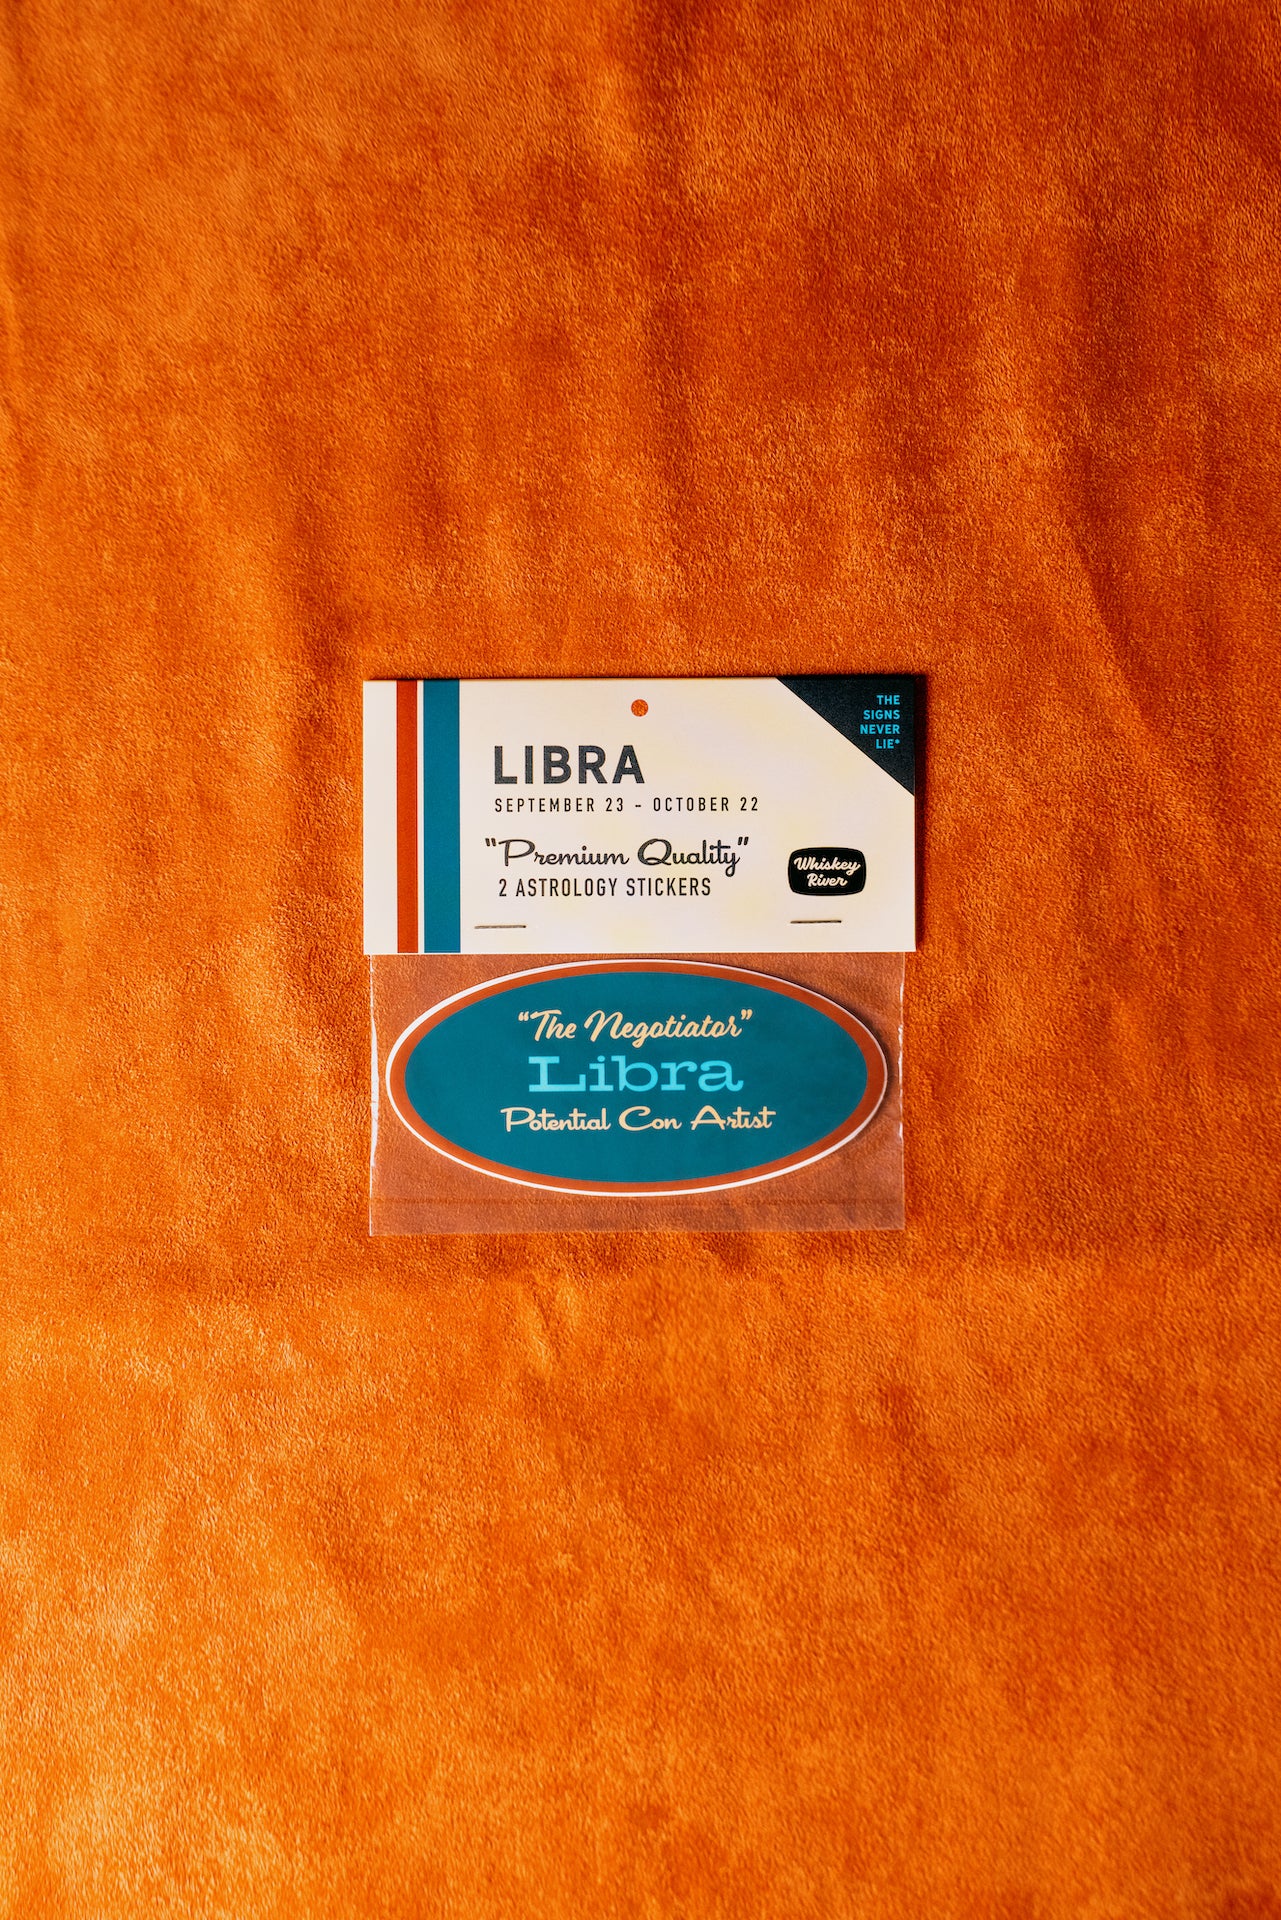 THE
SIGNS
NEVER
LIE*
LIBRA
SEPTEMBER 23 - OCTOBER 22
"Premium Quality"
2 ASTROLOGY STICKERS
Whiskey
River
"The Negotiator"
Libra
Potential Con Artist